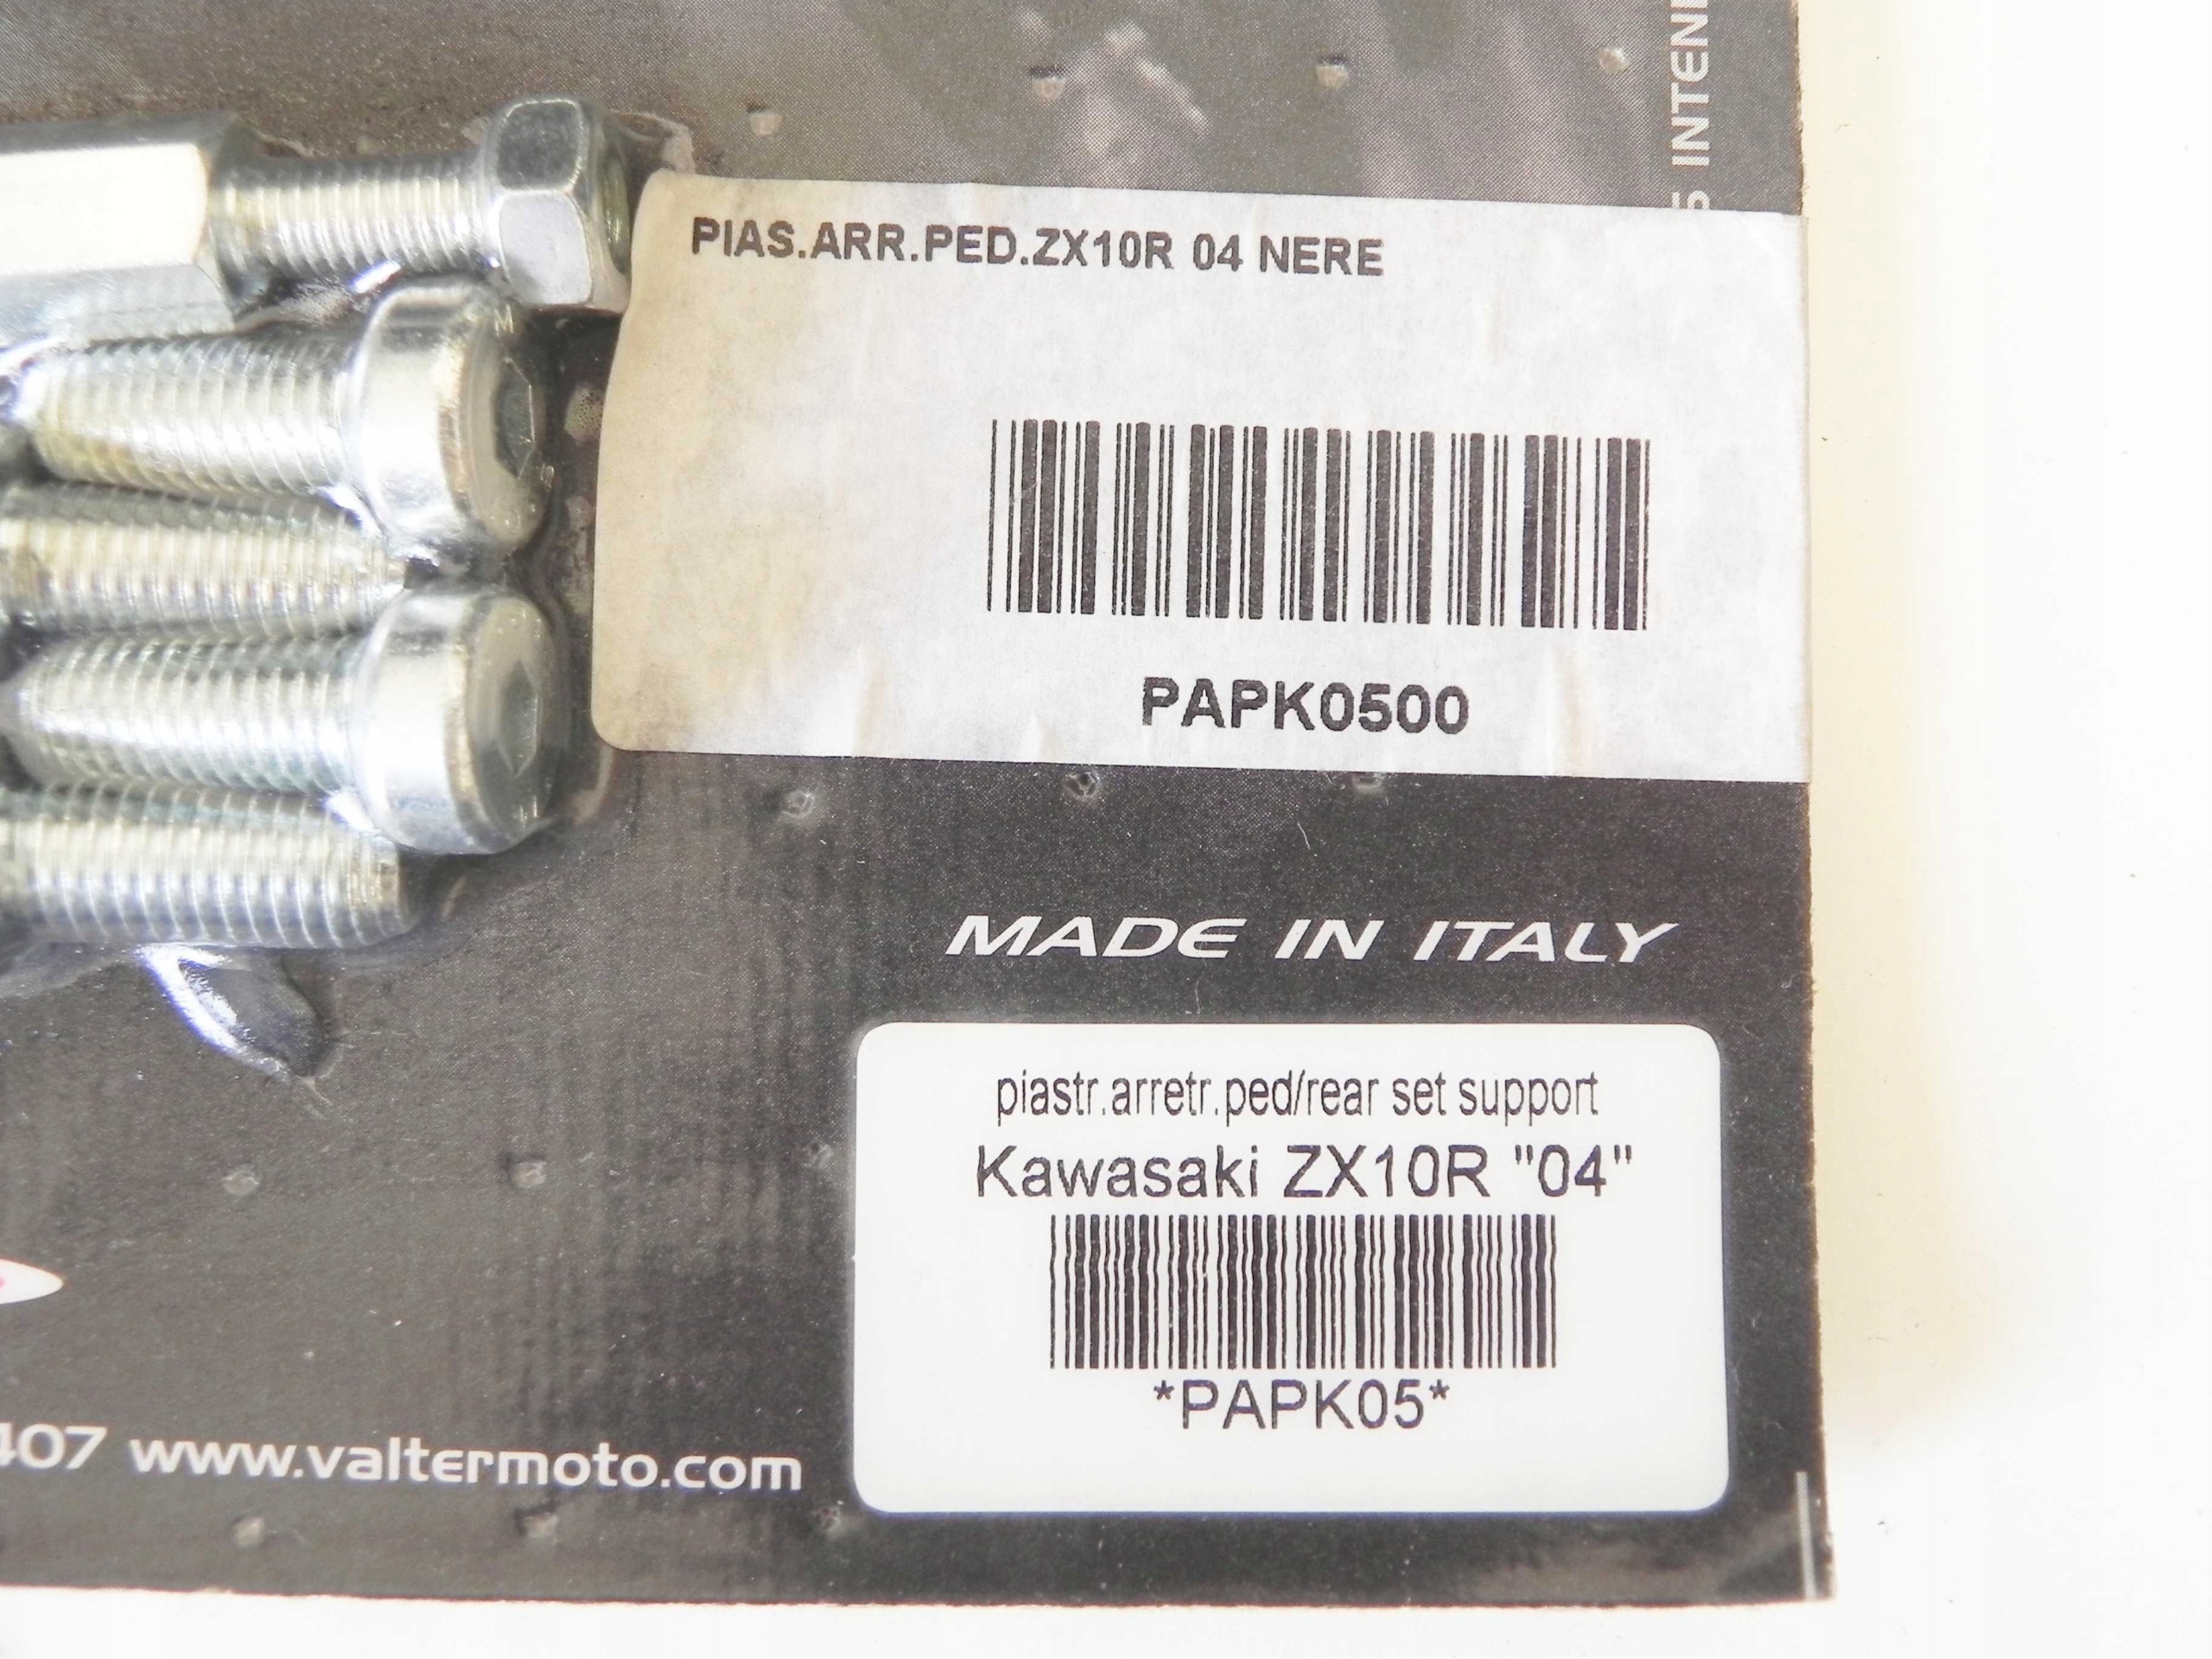 INTEN
PIAS.ARR.PED.ZX10R 04 NERE
PAPK0500
MADE IN ITALY
piastr.arretr.ped/rear set support
Kawasaki ZX10R "04"
*PAPK05*
407 www.valtermoto.com